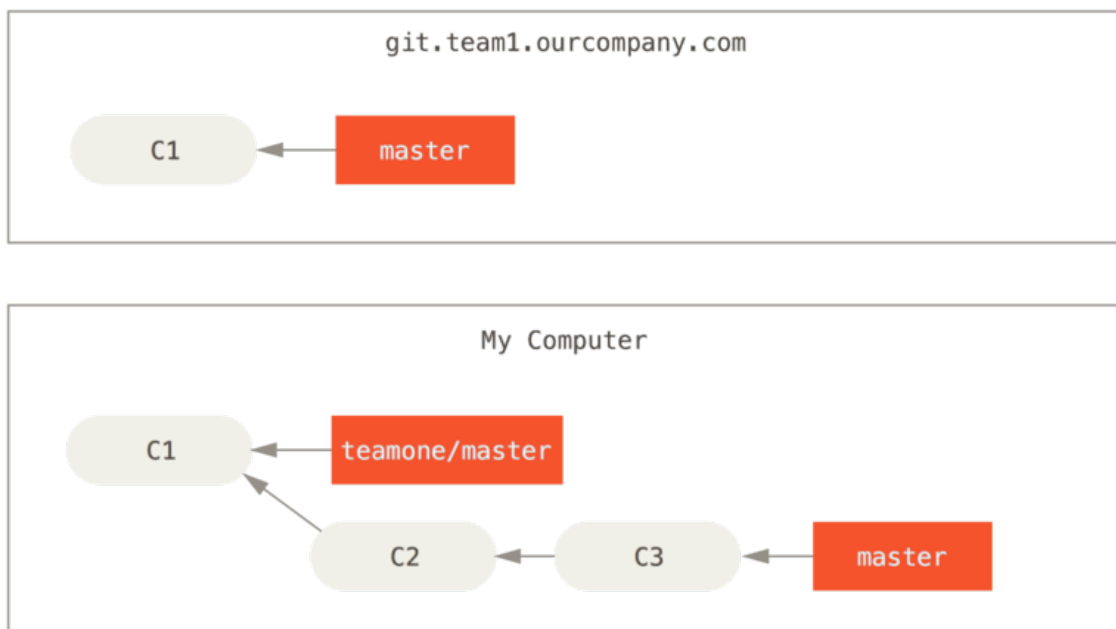 git.team1.ourcompany.com
C1
master
My Computer
C1
teamone/master
C2
C3
master